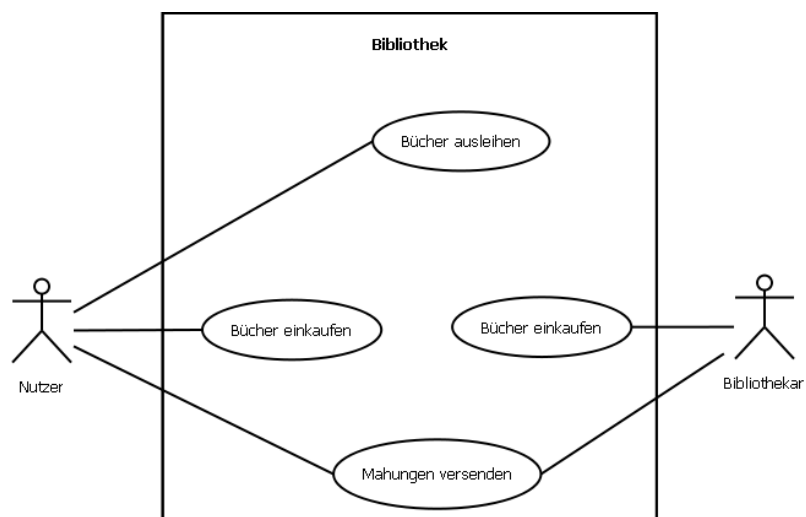 Bibliothek
Bücher ausleihen
Bücher einkaufen
Bücher einkaufen
Nutzer
Bibliothekar
Mahungen versenden